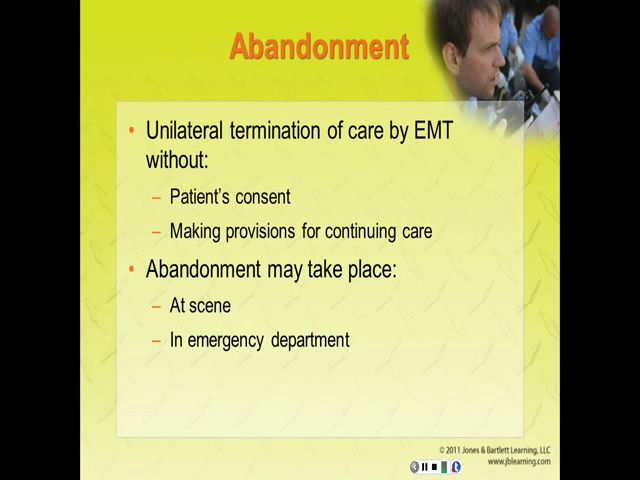 Abandonment
• Unilateral termination of care by EMT
without:
– Patient's consent
– Making provisions for continuing care
• Abandonment may take place:
– At scene
– In emergency department
© 2011 Jones & Bartlett Learning, LLC
www.jblearning.com